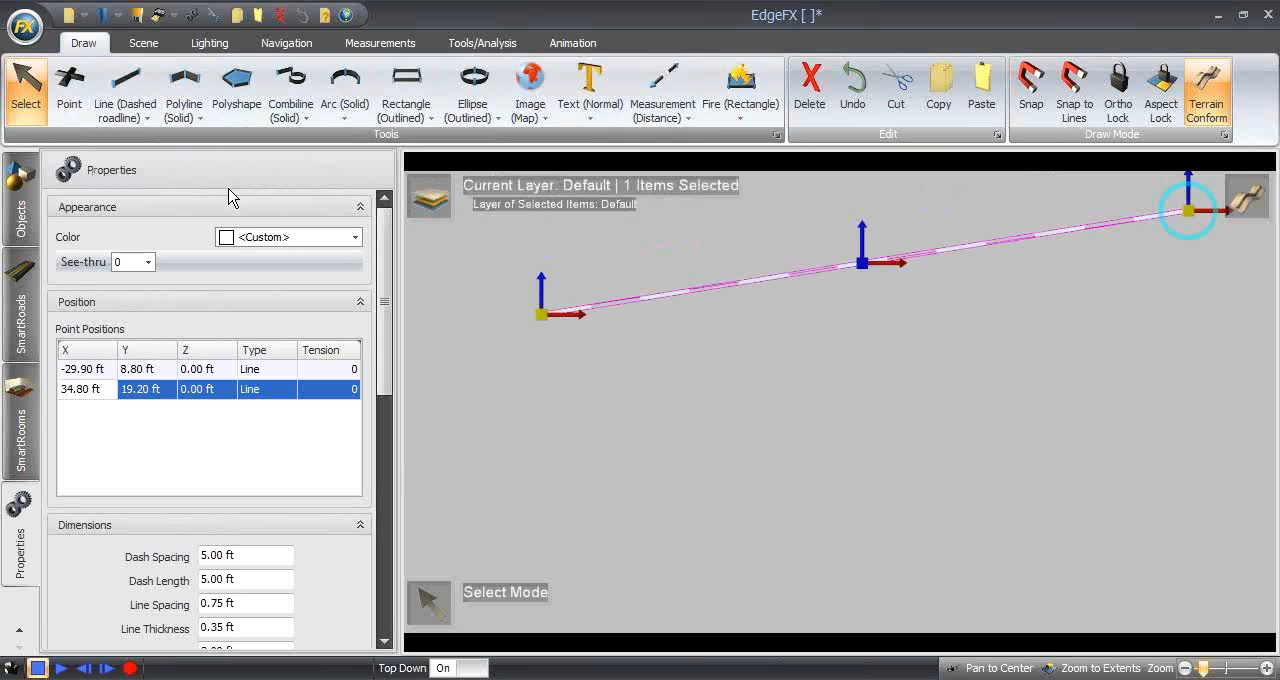 EdgeFX [ ]*
FX
Draw Scene Lighting Navigation Measurements Tools/Analysis Animation
Select Point Line (Dashed roadline) Polyline (Solid) Polyshape Combine (Solid) Arc (Solid) Rectangle (Outlined) Ellipse (Outlined) Image (Map) Text (Normal) Measurement (Distance) Fire (Rectangle) Delete Undo Cut Copy Paste Snap Snap to Lines Ortho Lock Aspect Lock Terrain Conform
Tools Edit Draw Mode
Objects
SmartRoads
SmartRooms
Properties
Properties
Appearance
Color <Custom>
See-thru 0
Position
Point Positions
X Y Z Type Tension
-29.90 ft 8.80 ft 0.00 ft Line 0
34.80 ft 19.20 ft 0.00 ft Line 0
Dimensions
Dash Spacing 5.00 ft
Dash Length 5.00 ft
Line Spacing 0.75 ft
Line Thickness 0.35 ft
Current Layer. Default | 1 Items Selected
Layer of Selected Items: Default
Select Mode
Top Down On Pan to Center Zoom to Extents Zoom